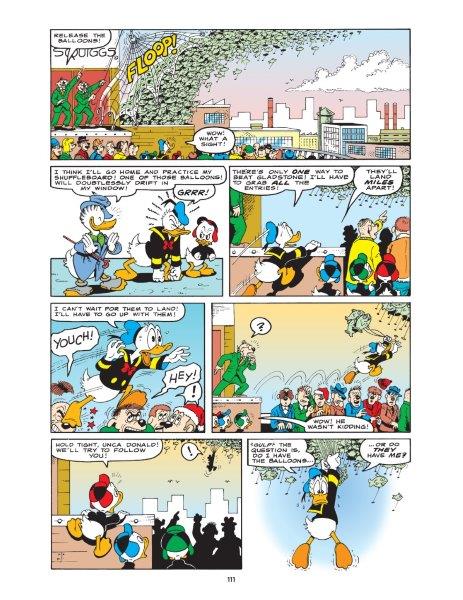 RELEASE THE
BALLOONS!
SQUIGGS
FLOOP!
WOW!
WHAT A
SIGHT!
I THINK I'LL GO HOME AND PRACTICE MY
SHUFFLEBOARD! ONE OF THOSE BALLOONS
WILL DOUBTLESSLY DRIFT IN
MY WINDOW!
GRRR!
THERE'S ONLY ONE WAY TO
BEAT GLADSTONE! I'LL HAVE
TO GRAB ALL THE
ENTRIES!
THEY'LL
LAND
MILES
APART!
I CAN'T WAIT FOR THEM TO LAND!
I'LL HAVE TO GO UP WITH THEM!
YOUCH!
HEY!
?
WOW! HE
WASN'T KIDDING!
HOLD TIGHT, UNCA DONALD!
WE'LL TRY TO FOLLOW
YOU!
!
*GULP* THE
QUESTION IS,
DO I HAVE
THE BALLOONS...
...OR DO
THEY
HAVE ME?
111